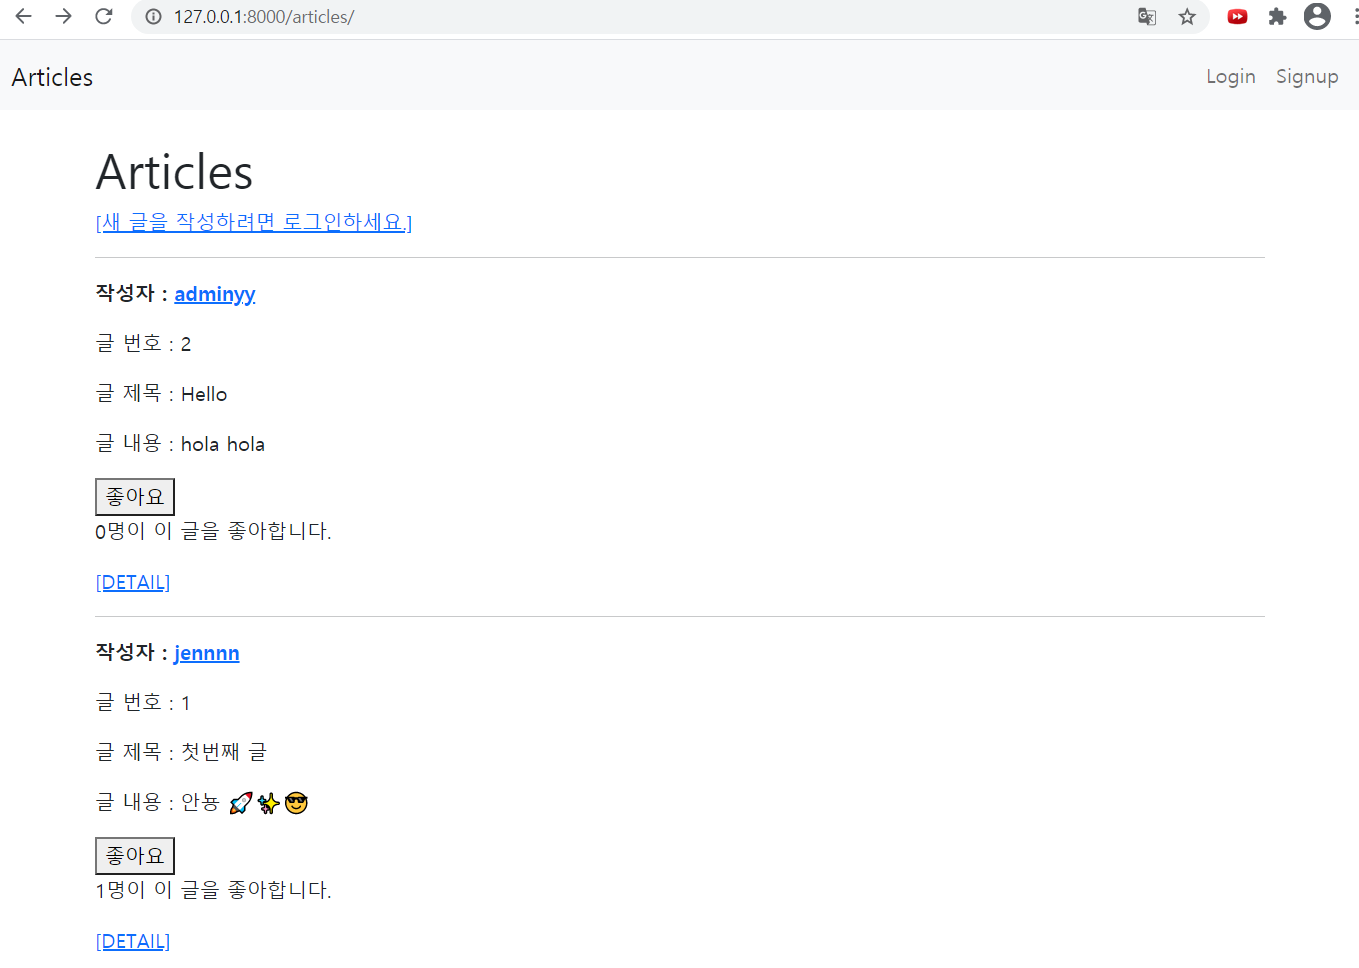 127.0.0.1:8000/articles/
Articles
Login Signup
Articles
[새 글을 작성하려면 로그인하세요.]
작성자 : adminyy
글 번호 : 2
글 제목 : Hello
글 내용 : hola hola
좋아요
0명이 이 글을 좋아합니다.
[DETAIL]
작성자 : jennnn
글 번호 : 1
글 제목 : 첫번째 글
글 내용 : 안뇽 🚀✨😎
좋아요
1명이 이 글을 좋아합니다.
[DETAIL]